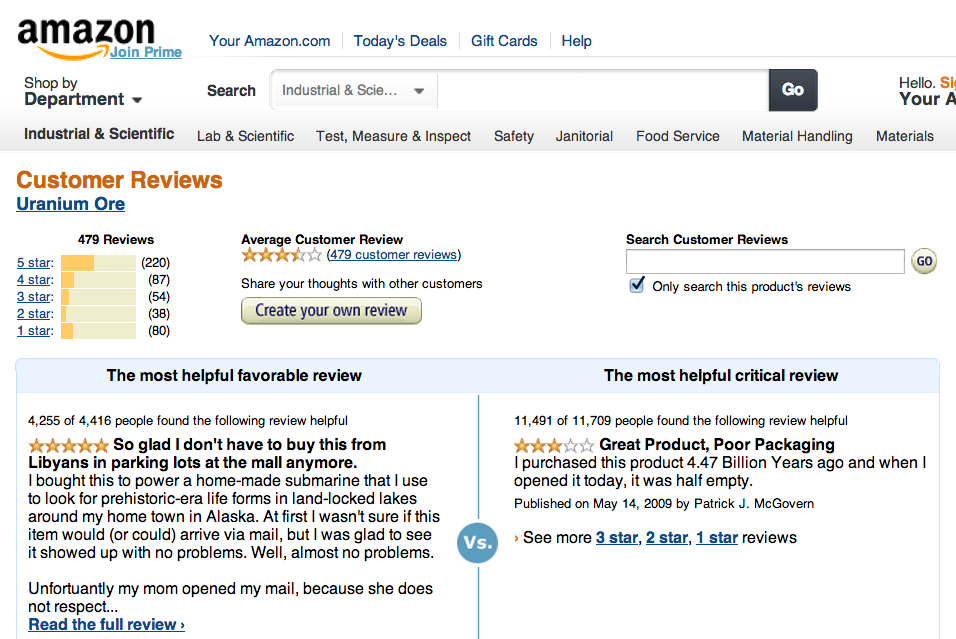 amazon
Join Prime
Your Amazon.com
Today's Deals
Gift Cards
Help
Shop by
Department
Search
Industrial & Scie...
Go
Hello. Sig
Your A
Industrial & Scientific
Lab & Scientific
Test, Measure & Inspect
Safety
Janitorial
Food Service
Material Handling
Materials
Customer Reviews
Uranium Ore
479 Reviews
5 star: (220)
4 star: (87)
3 star: (54)
2 star: (38)
1 star: (80)
Average Customer Review
(479 customer reviews)
Share your thoughts with other customers
Create your own review
Search Customer Reviews
GO
Only search this product's reviews
The most helpful favorable review
4,255 of 4,416 people found the following review helpful
So glad I don't have to buy this from
Libyans in parking lots at the mall anymore.
I bought this to power a home-made submarine that I use
to look for prehistoric-era life forms in land-locked lakes
around my home town in Alaska. At first I wasn't sure if this
item would (or could) arrive via mail, but I was glad to see
it showed up with no problems. Well, almost no problems.
Unfortuantly my mom opened my mail, because she does
not respect...
Read the full review ›
Vs.
The most helpful critical review
11,491 of 11,709 people found the following review helpful
Great Product, Poor Packaging
I purchased this product 4.47 Billion Years ago and when I
opened it today, it was half empty.
Published on May 14, 2009 by Patrick J. McGovern
› See more 3 star, 2 star, 1 star reviews